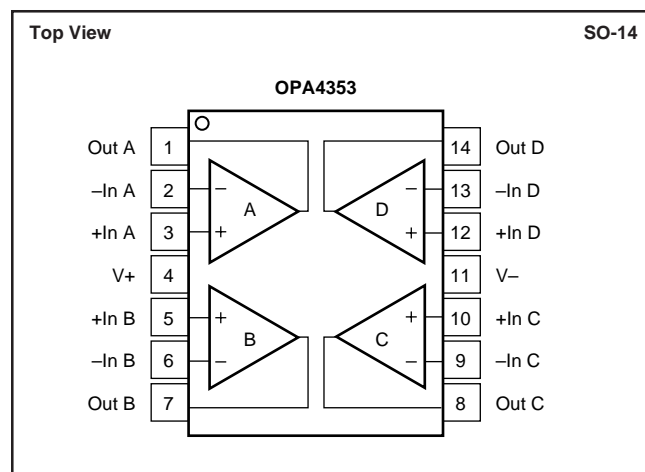 Top View SO-14
OPA4353
Out A 1 14 Out D
–In A 2 – – 13 –In D
A D
+In A 3 + + 12 +In D
V+ 4 11 V–
+In B 5 + + 10 +In C
B C
–In B 6 – – 9 –In C
Out B 7 8 Out C